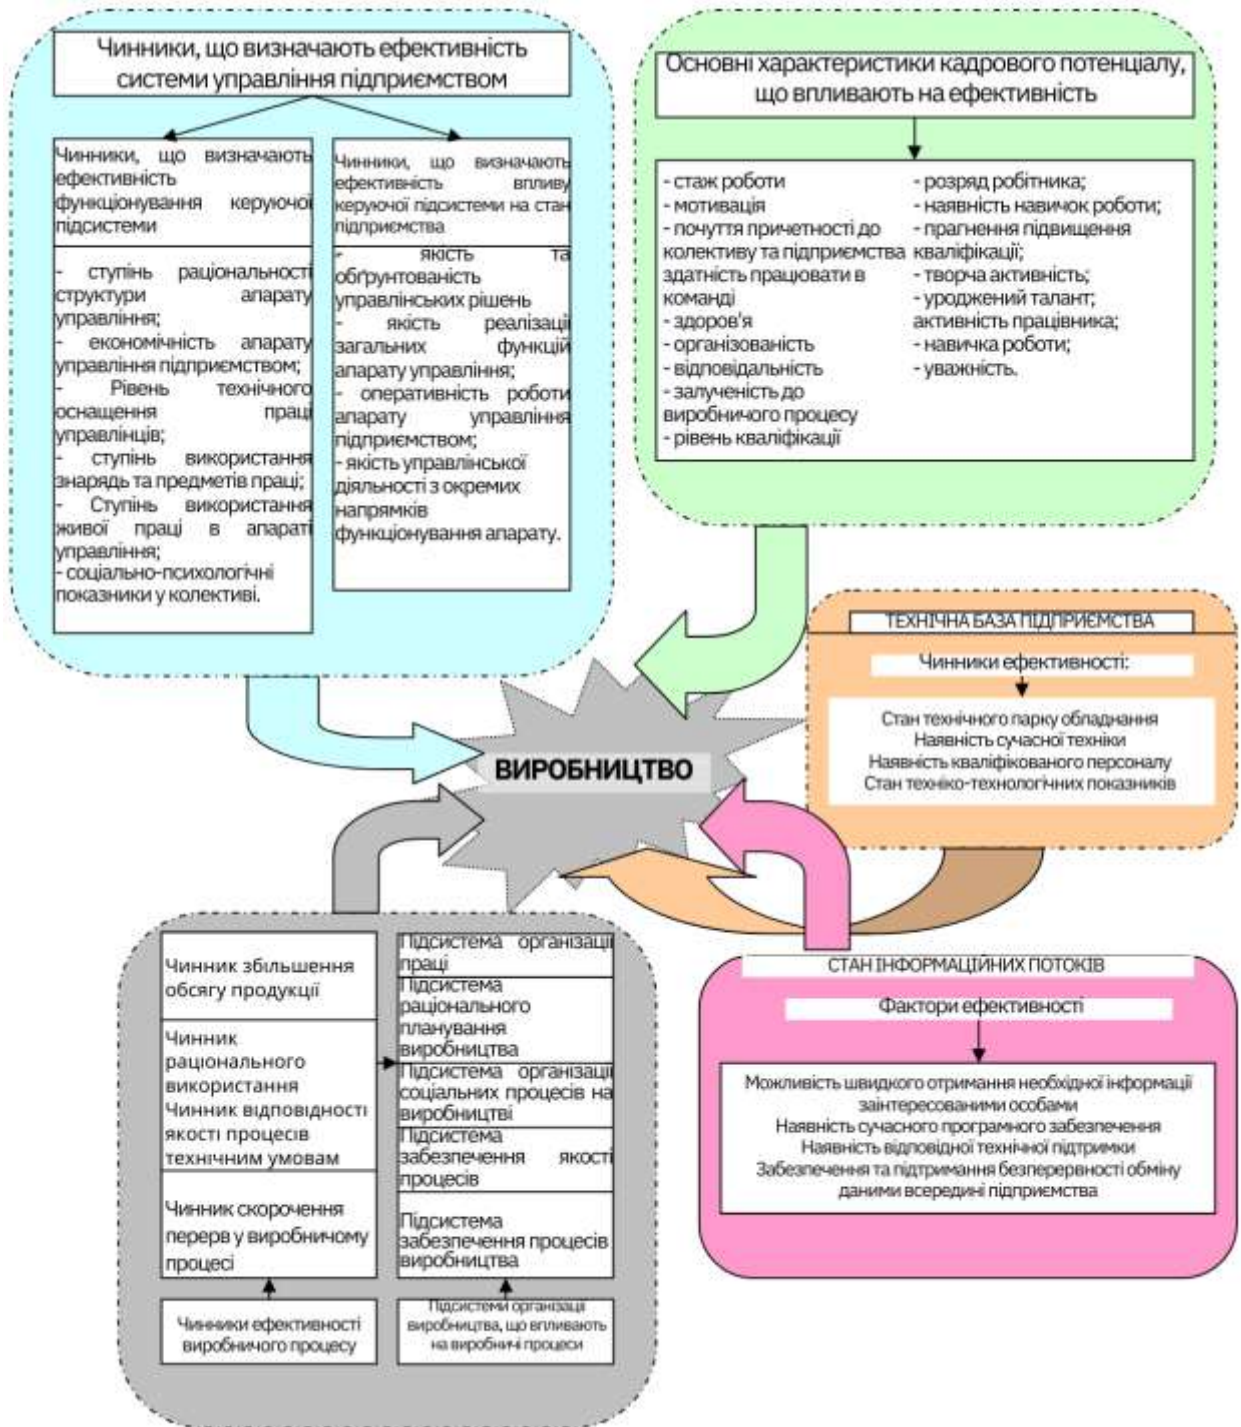 Чинники, що визначають ефективність
системи управління підприємством
Чинники, що визначають
ефективність
функціонування керуючої
підсистеми
- ступінь раціональності
структури апарату
управління;
- економічність апарату
управління підприємством;
- Рівень технічного
оснащення праці
управлінців;
- ступінь використання
знарядь та предметів праці;
- Ступінь використання
живої праці в апараті
управління;
- соціально-психологічні
показники у колективі.
Чинники, що визначають
ефективність впливу
керуючої підсистеми на стан
підприємства
- якість та
обґрунтованість
управлінських рішень
- якість реалізації
загальних функцій
апарату управління;
- оперативність роботи
апарату управління
підприємством;
- якість управлінської
діяльності з окремих
напрямків
функціонування апарату.
Основні характеристики кадрового потенціалу,
що впливають на ефективність
- стаж роботи
- мотивація
- почуття причетності до
колективу та підприємства
здатність працювати в
команді
- здоров'я
- організованість
- відповідальність
- залученість до
виробничого процесу
- рівень кваліфікації
- розряд робітника;
- наявність навичок роботи;
- прагнення підвищення
кваліфікації;
- творча активність;
- уроджений талант;
активність працівника;
- навичка роботи;
- уважність.
ТЕХНІЧНА БАЗА ПІДПРИЄМСТВА
Чинники ефективності:
Стан технічного парку обладнання
Наявність сучасної техніки
Наявність кваліфікованого персоналу
Стан техніко-технологічних показників
ВИРОБНИЦТВО
Чинник збільшення
обсягу продукції
Чинник
раціонального
використання
Чинник відповідності
якості процесів
технічним умовам
Чинник скорочення
перерв у виробничому
процесі
Чинники ефективності
виробничого процесу
Підсистема організації
праці
Підсистема
раціонального
планування
виробництва
Підсистема організації
соціальних процесів на
виробництві
Підсистема
забезпечення якості
процесів
Підсистема
забезпечення процесів
виробництва
Підсистеми організації
виробництва, що впливають
на виробничі процеси
СТАН ІНФОРМАЦІЙНИХ ПОТОКІВ
Фактори ефективності
Можливість швидкого отримання необхідної інформації
заінтересованими особами
Наявність сучасного програмного забезпечення
Наявність відповідної технічної підтримки
Забезпечення та підтримання безперервності обміну
даними всередині підприємства